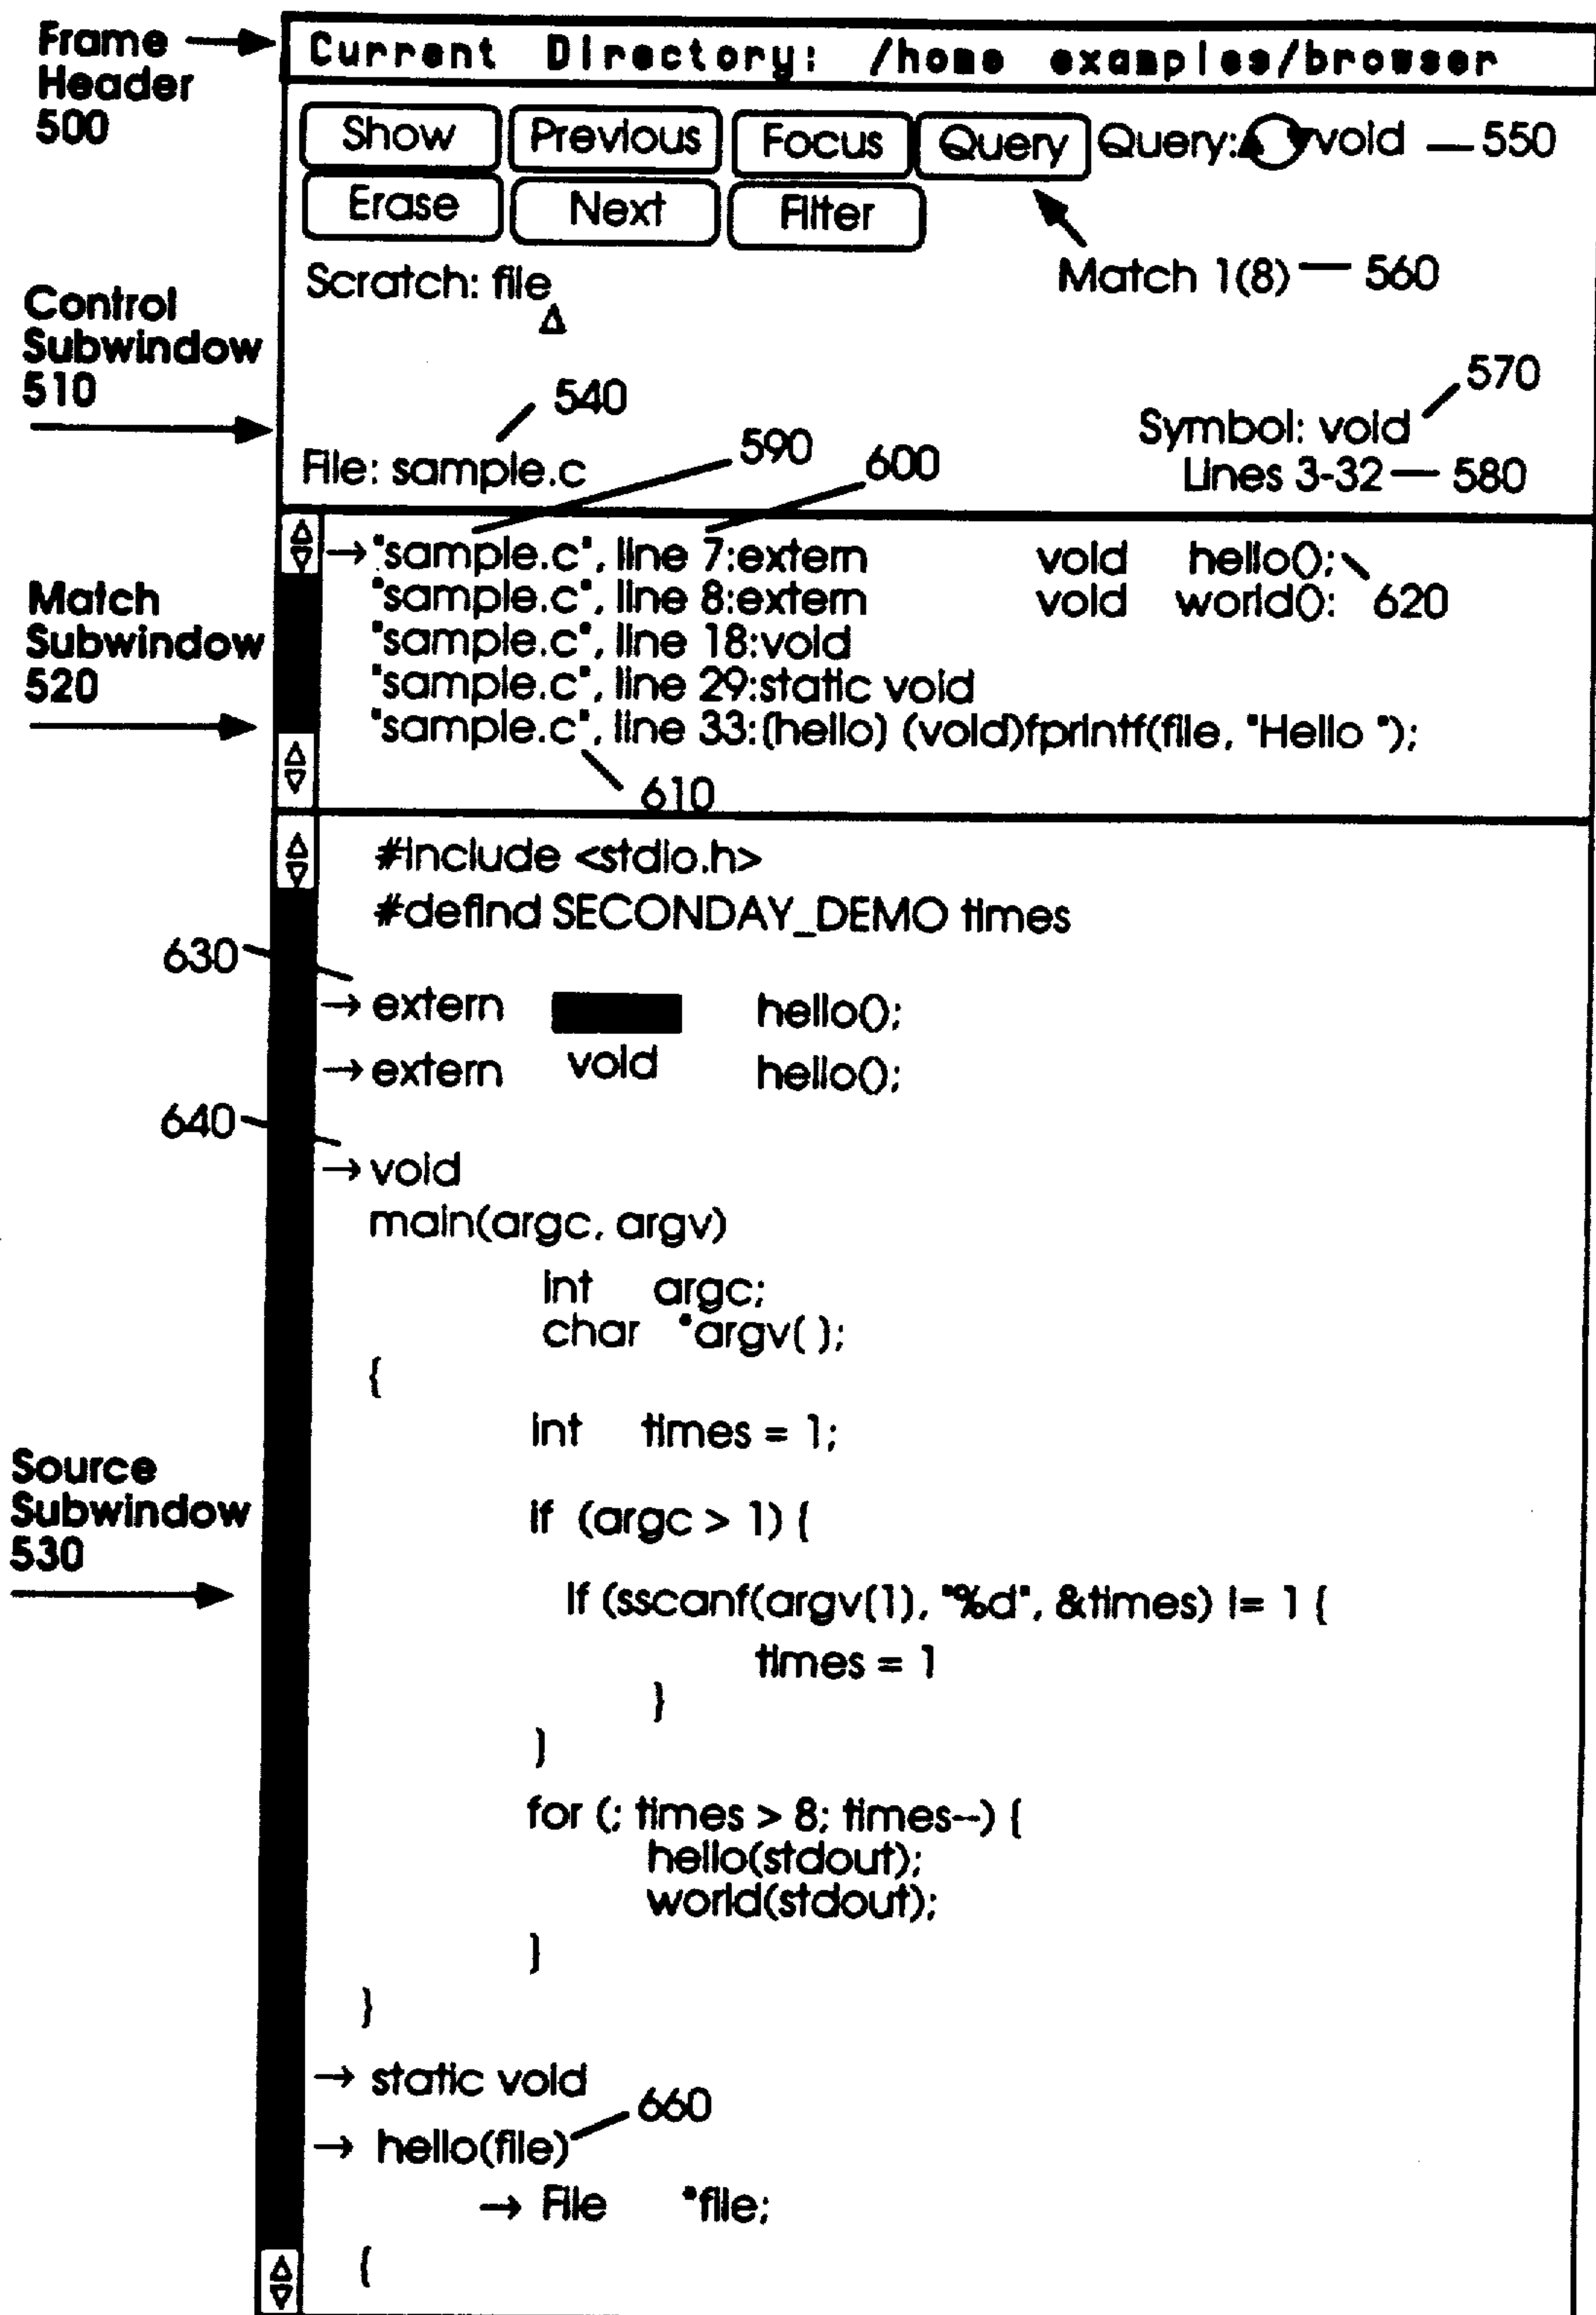 Frame Header 500
Current Directory: /home examples/browser
Show Previous Focus Query Query: void 550
Erase Next Filter
Match 1(8) 560
Scratch: file
Control Subwindow 510
540
570
Symbol: void
590 600
File: sample.c
Lines 3-32 580
"sample.c", line 7:extern void hello();
"sample.c", line 8:extern void world(): 620
Match Subwindow 520
"sample.c", line 18:void
"sample.c", line 29:static void
"sample.c", line 33:(hello) (void)fprintf(file, "Hello ");
610
#include <stdio.h>
#defind SECONDAY_DEMO times
630
→ extern hello();
→ extern void hello();
640
→ void
main(argc, argv)
int argc;
char *argv( );
{
int times = 1;
Source Subwindow 530
if (argc > 1) {
if (sscanf(argv(1), "%d", &times) != 1 {
times = 1
}
}
for (; times > 8; times--) {
hello(stdout);
world(stdout);
}
}
→ static void
660
→ hello(file)
→ File *file;
{